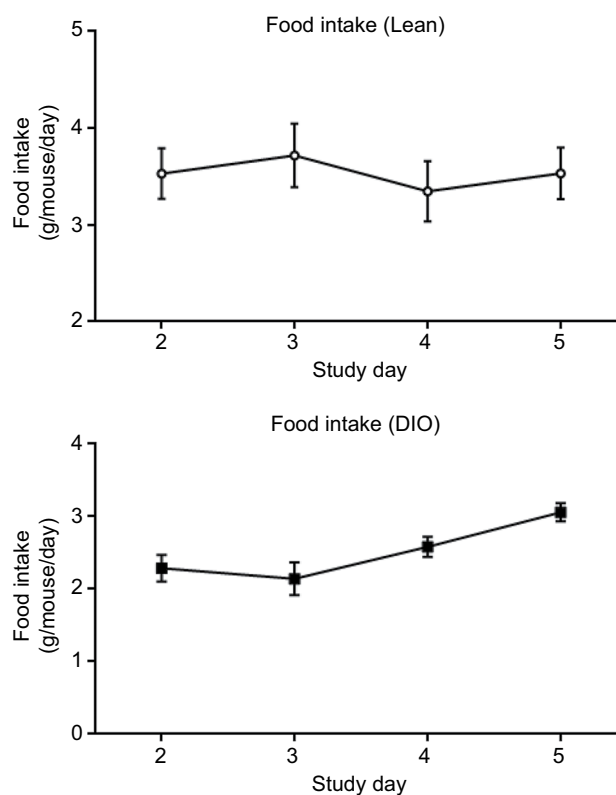 Food intake (Lean)
Food intake
(g/mouse/day)
5
4
3
2
2 3 4 5
Study day
Food intake (DIO)
Food intake
(g/mouse/day)
4
3
2
1
0
2 3 4 5
Study day